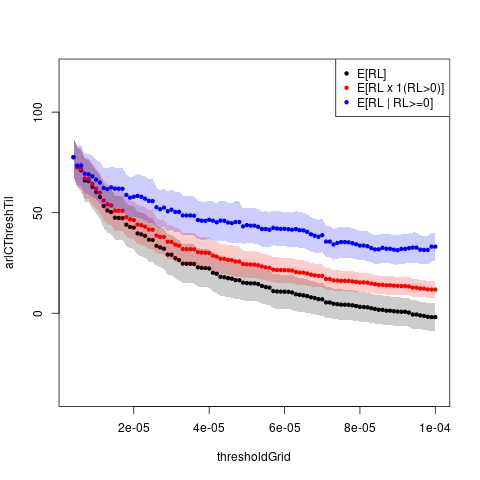 E[RL]
E[RL x 1(RL>0)]
E[RL | RL>=0]
100
50
0
arlCThreshTil
2e-05
4e-05
6e-05
8e-05
1e-04
thresholdGrid